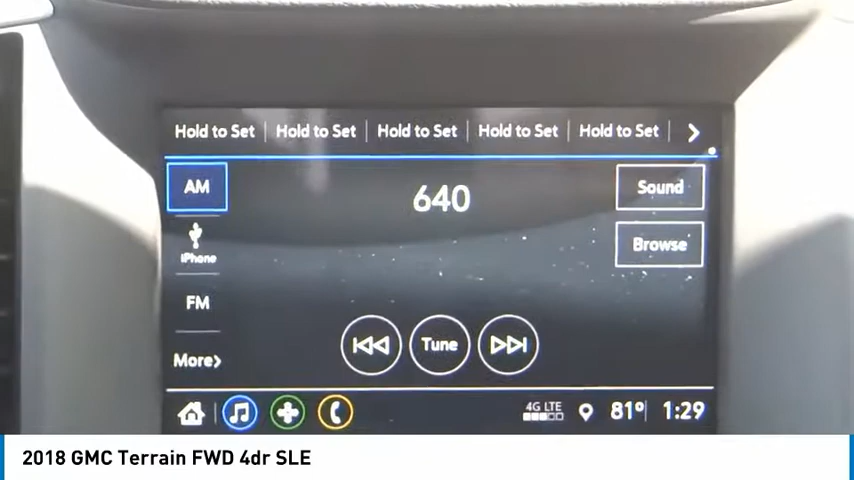 Hold to Set Hold to Set Hold to Set Hold to Set Hold to Set
AM 640 Sound
iPhone Browse
FM
Tune
More
4G LTE 81° 1:29
2018 GMC Terrain FWD 4dr SLE